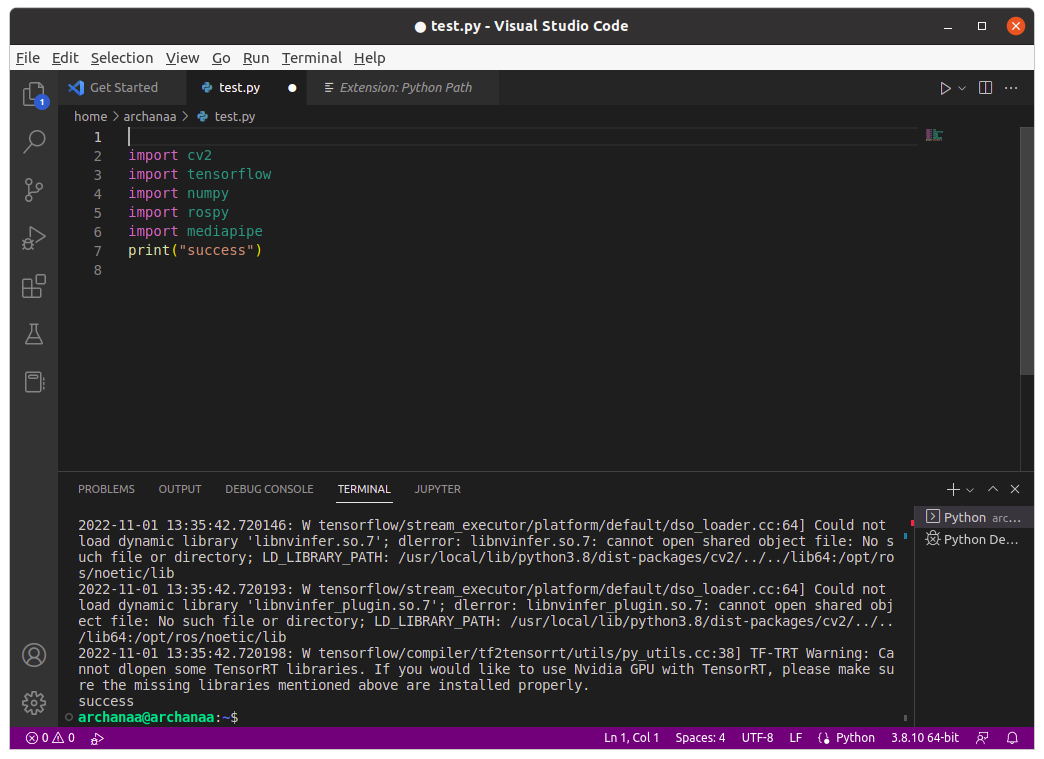 ● test.py - Visual Studio Code
File Edit Selection View Go Run Terminal Help
Get Started test.py Extension: Python Path
home > archanaa > test.py
1
2 import cv2
3 import tensorflow
4 import numpy
5 import rospy
6 import mediapipe
7 print("success")
8
1
PROBLEMS OUTPUT DEBUG CONSOLE TERMINAL JUPYTER
2022-11-01 13:35:42.720146: W tensorflow/stream_executor/platform/default/dso_loader.cc:64] Could not
load dynamic library 'libnvinfer.so.7'; dlerror: libnvinfer.so.7: cannot open shared object file: No s
uch file or directory; LD_LIBRARY_PATH: /usr/local/lib/python3.8/dist-packages/cv2/../../lib64:/opt/ro
s/noetic/lib
2022-11-01 13:35:42.720193: W tensorflow/stream_executor/platform/default/dso_loader.cc:64] Could not
load dynamic library 'libnvinfer_plugin.so.7'; dlerror: libnvinfer_plugin.so.7: cannot open shared obj
ect file: No such file or directory; LD_LIBRARY_PATH: /usr/local/lib/python3.8/dist-packages/cv2/../..
/lib64:/opt/ros/noetic/lib
2022-11-01 13:35:42.720198: W tensorflow/compiler/tf2tensorrt/utils/py_utils.cc:38] TF-TRT Warning: Ca
nnot dlopen some TensorRT libraries. If you would like to use Nvidia GPU with TensorRT, please make su
re the missing libraries mentioned above are installed properly.
success
archanaa@archanaa:~$
Python arc...
Python De...
0 0 Ln 1, Col 1 Spaces: 4 UTF-8 LF Python 3.8.10 64-bit